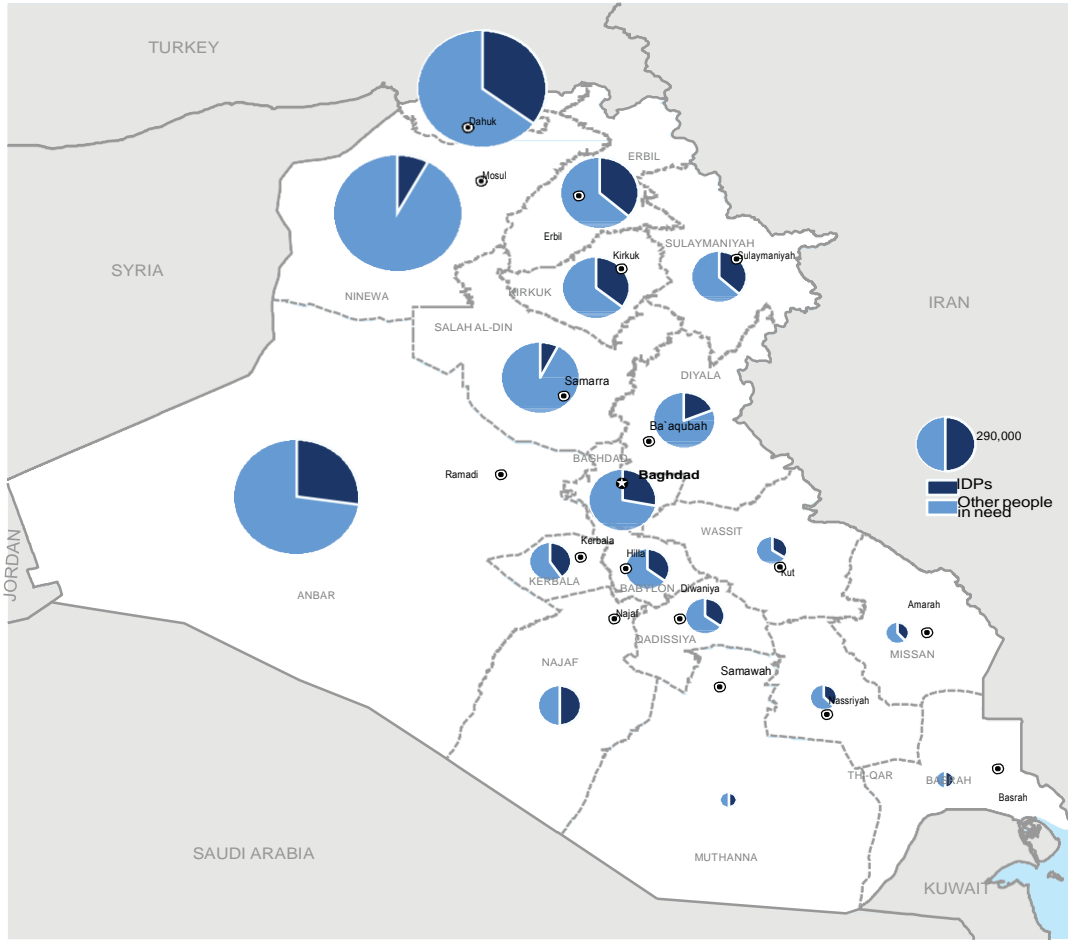 TURKEY
Dahuk
ERBIL
Mosul
Erbil
SULAYMANIYAH
Kirkuk
Sulaymaniyah
SYRIA
KIRKUK
NINEWA
IRAN
SALAH AL-DIN
DIYALA
Samarra
Ba`aqubah
290,000
BAGHDAD
Ramadi
Baghdad
IDPs
Other people
in need
WASSIT
Kerbala
Hilla
Kut
JORDAN
KERBALA
BABYLON
Diwaniya
ANBAR
Amarah
Najaf
QADISSIYA
MISSAN
NAJAF
Samawah
Nassriyah
THI-QAR
BASRAH
Basrah
SAUDI ARABIA
MUTHANNA
KUWAIT